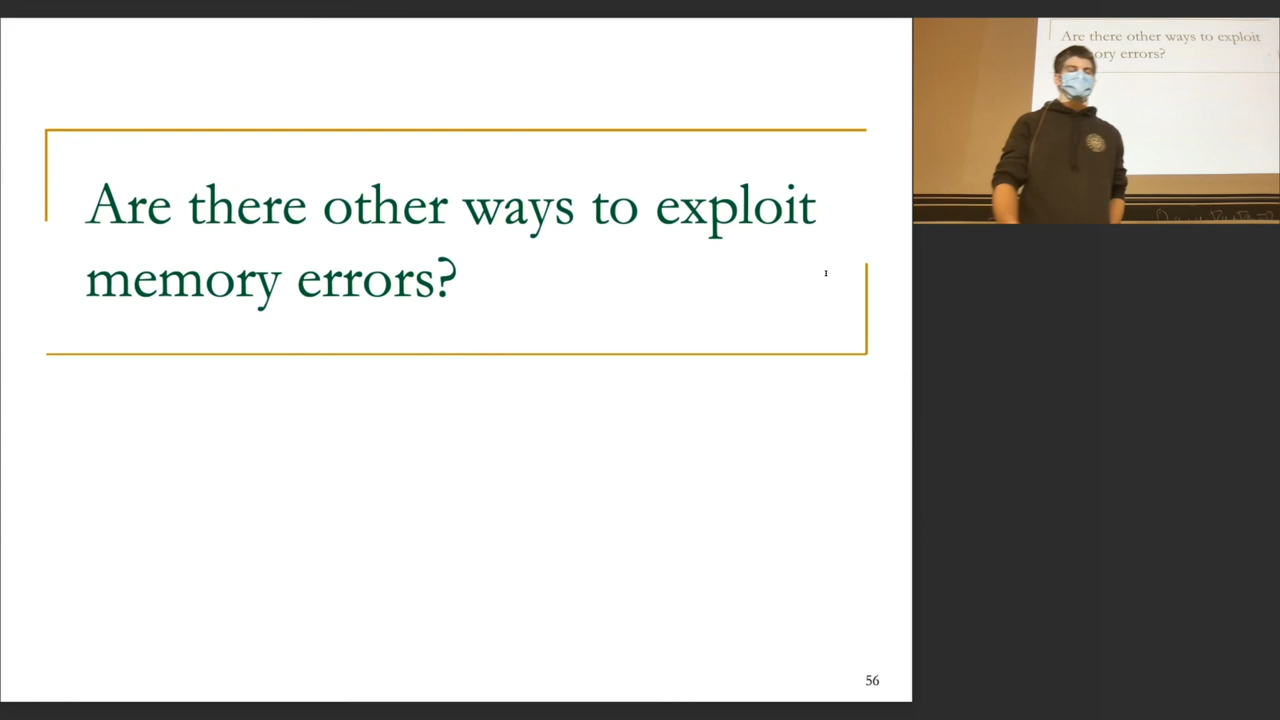 Are there other ways to exploit
memory errors?
56
Are there other ways to exploit
ory errors?